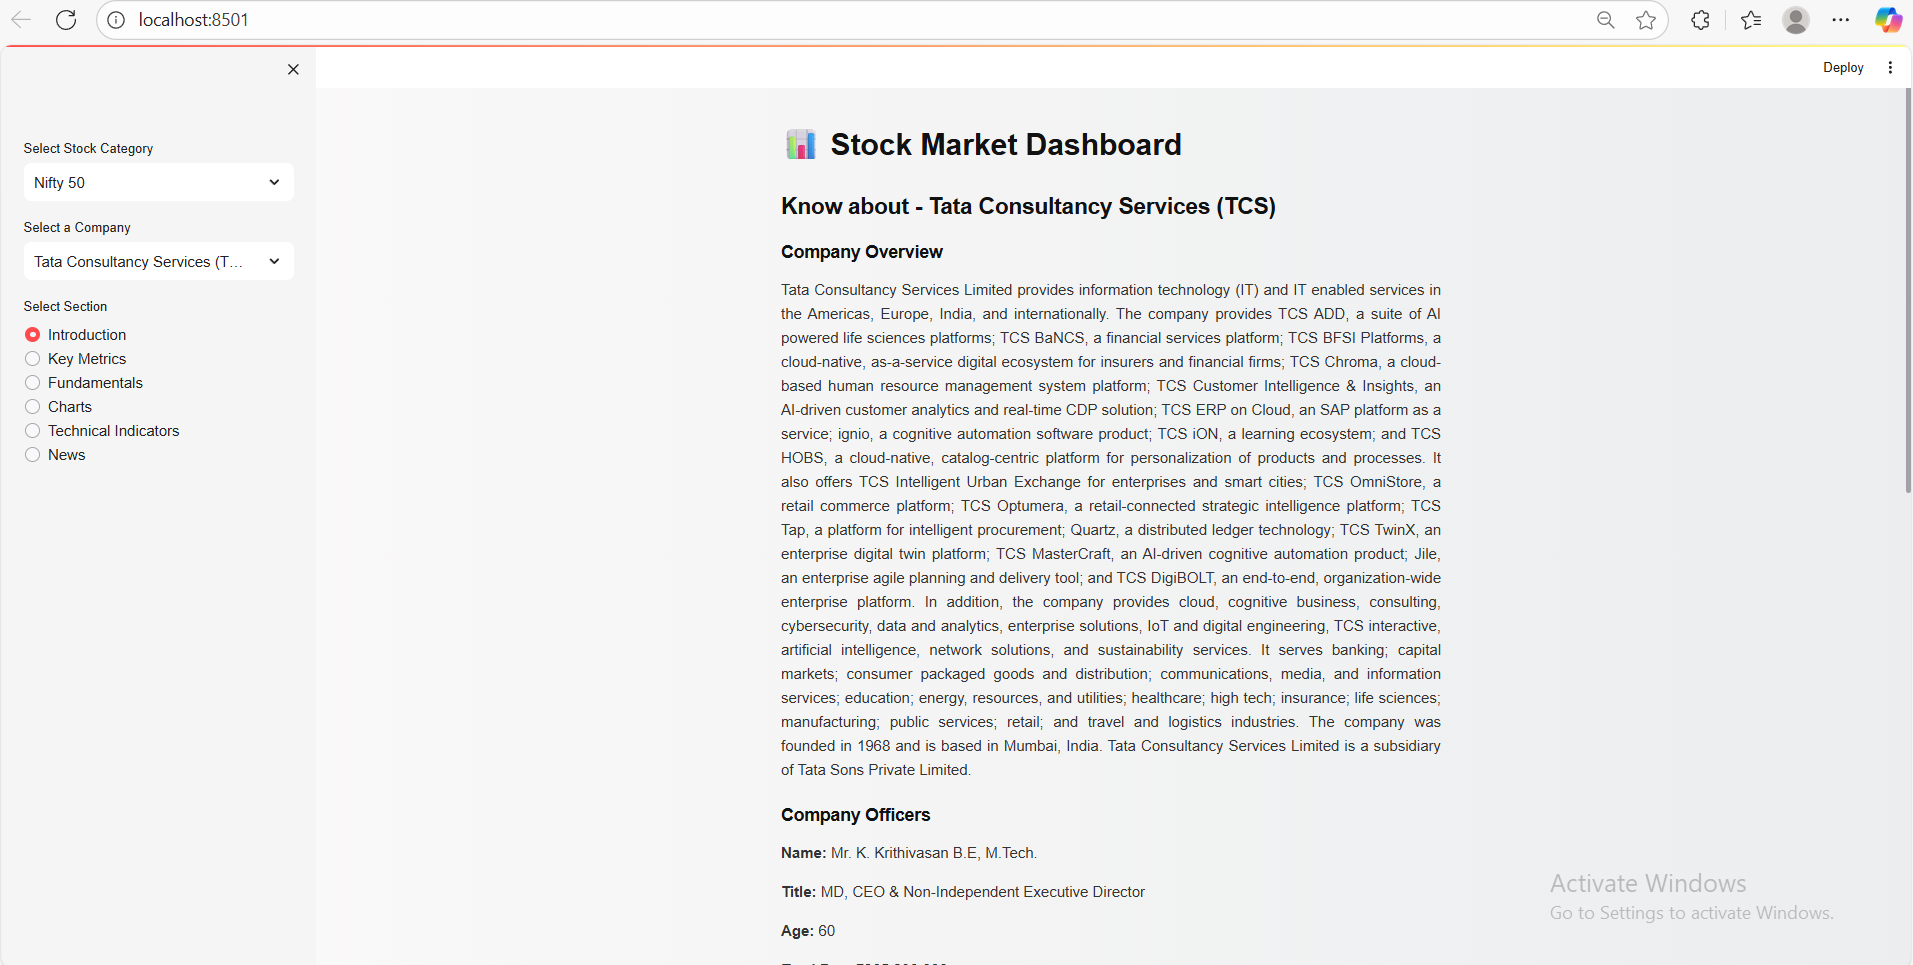 localhost:8501
Deploy
Select Stock Category
Nifty 50
Select a Company
Tata Consultancy Services (T...
Select Section
Introduction
Key Metrics
Fundamentals
Charts
Technical Indicators
News
Stock Market Dashboard
Know about - Tata Consultancy Services (TCS)
Company Overview
Tata Consultancy Services Limited provides information technology (IT) and IT enabled services in
the Americas, Europe, India, and internationally. The company provides TCS ADD, a suite of AI
powered life sciences platforms; TCS BaNCS, a financial services platform; TCS BFSI Platforms, a
cloud-native, as-a-service digital ecosystem for insurers and financial firms; TCS Chroma, a cloud-
based human resource management system platform; TCS Customer Intelligence & Insights, an
AI-driven customer analytics and real-time CDP solution; TCS ERP on Cloud, an SAP platform as a
service; ignio, a cognitive automation software product; TCS iON, a learning ecosystem; and TCS
HOBS, a cloud-native, catalog-centric platform for personalization of products and processes. It
also offers TCS Intelligent Urban Exchange for enterprises and smart cities; TCS OmniStore, a
retail commerce platform; TCS Optumera, a retail-connected strategic intelligence platform; TCS
Tap, a platform for intelligent procurement; Quartz, a distributed ledger technology; TCS TwinX, an
enterprise digital twin platform; TCS MasterCraft, an AI-driven cognitive automation product; Jile,
an enterprise agile planning and delivery tool; and TCS DigiBOLT, an end-to-end, organization-wide
enterprise platform. In addition, the company provides cloud, cognitive business, consulting,
cybersecurity, data and analytics, enterprise solutions, IoT and digital engineering, TCS interactive,
artificial intelligence, network solutions, and sustainability services. It serves banking; capital
markets; consumer packaged goods and distribution; communications, media, and information
services; education; energy, resources, and utilities; healthcare; high tech; insurance; life sciences;
manufacturing; public services; retail; and travel and logistics industries. The company was
founded in 1968 and is based in Mumbai, India. Tata Consultancy Services Limited is a subsidiary
of Tata Sons Private Limited.
Company Officers
Name: Mr. K. Krithivasan B.E, M.Tech.
Title: MD, CEO & Non-Independent Executive Director
Age: 60
Activate Windows
Go to Settings to activate Windows.